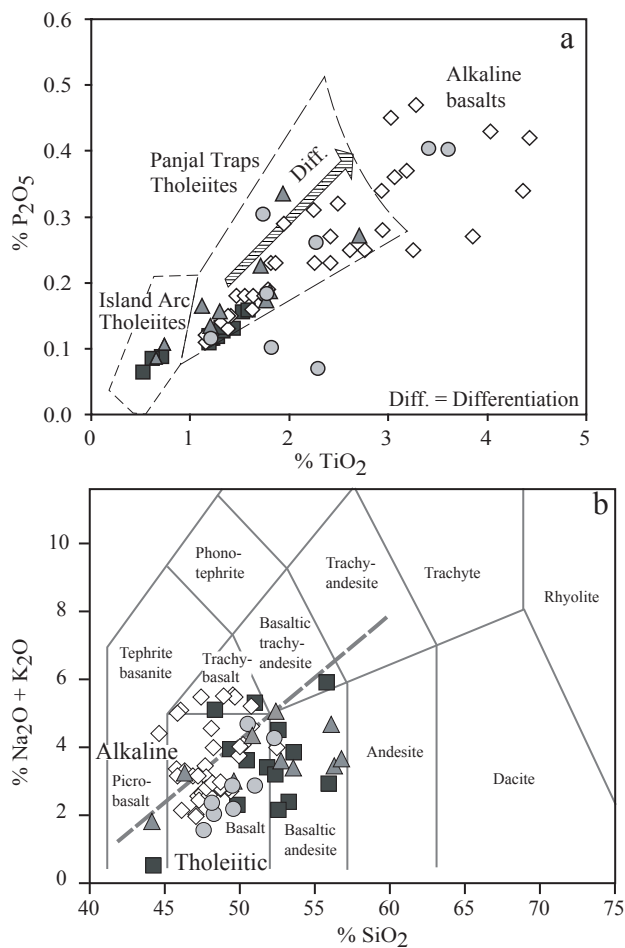 0.6
a
Alkaline
basalts
0.5
Panjal Traps
Tholeiites
Diff.
0.4
% P2O5
0.3
0.2
Island Arc
Tholeiites
0.1
Diff. = Differentiation
0.0
0 1 2 3 4 5
% TiO2
b
10
Phono-
tephrite
Trachy-
andesite
Trachyte
Rhyolite
8
Tephrite
basanite
Trachy-
basalt
Basaltic
trachy-
andesite
6
% Na2O + K2O
Alkaline
4
Picro-
basalt
Andesite
Dacite
2
Basalt
Basaltic
andesite
Tholeiitic
0
40 45 50 55 60 65 70 75
% SiO2